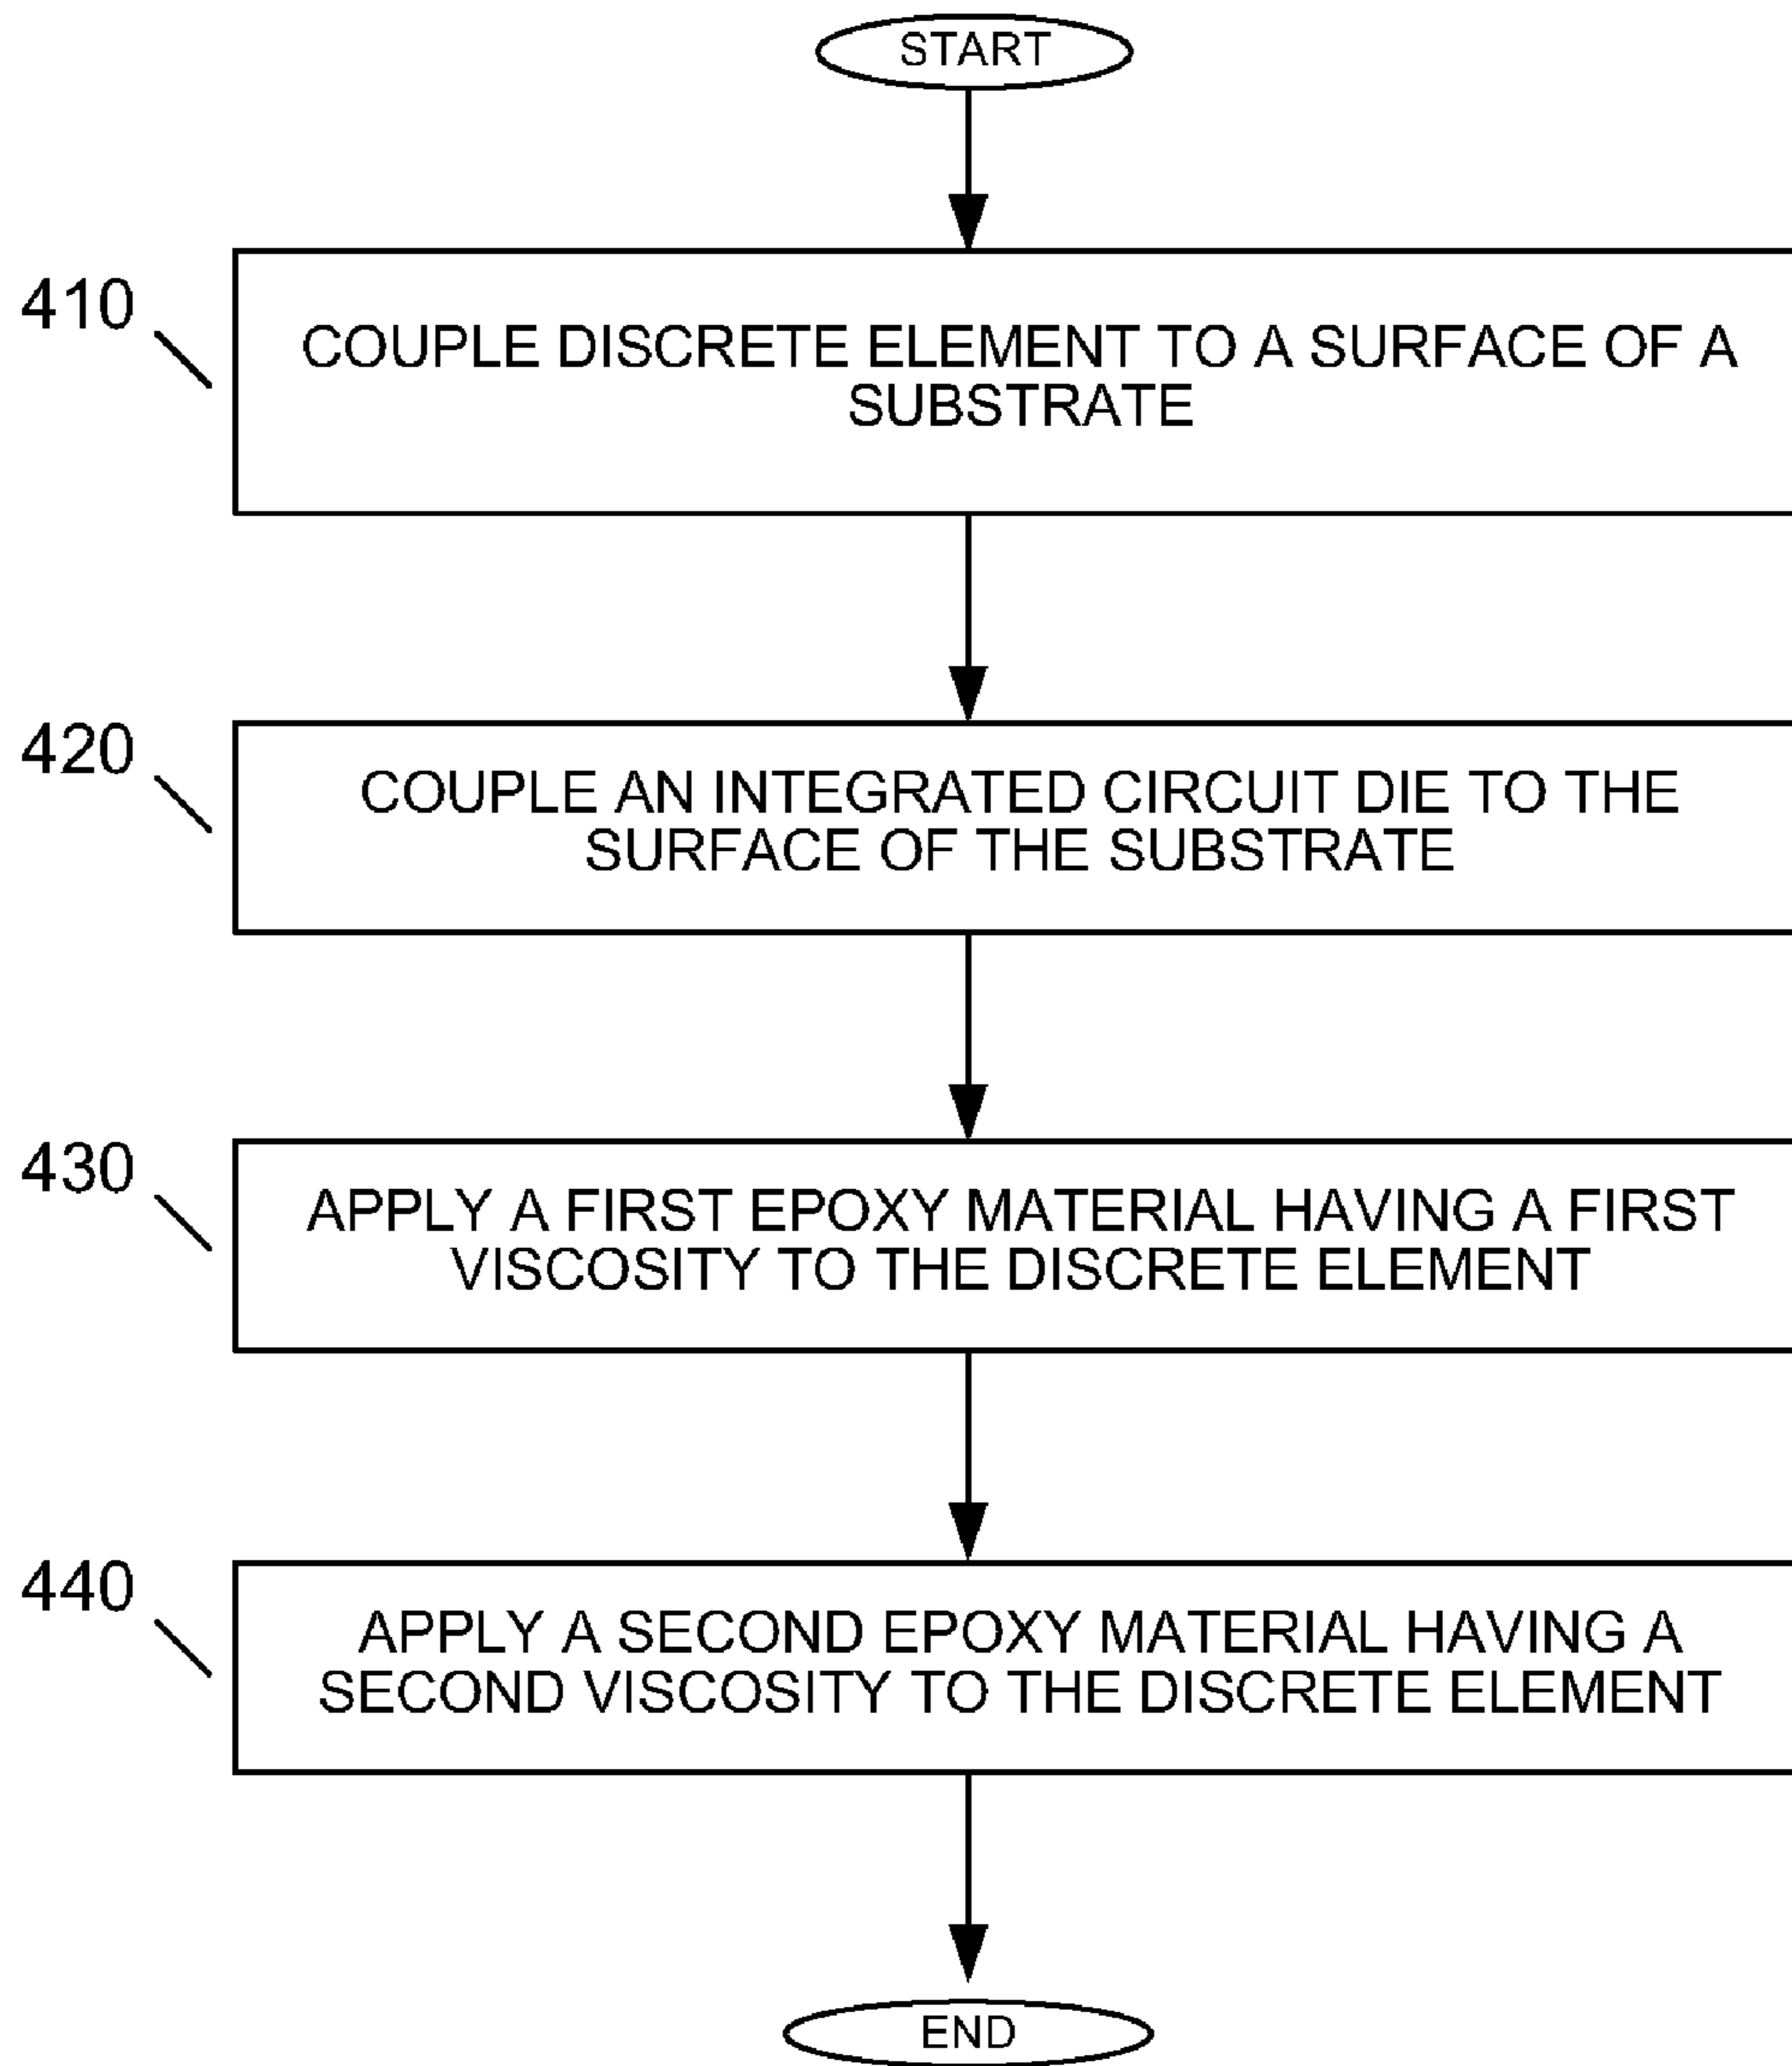 START
410
COUPLE DISCRETE ELEMENT TO A SURFACE OF A
SUBSTRATE
420
COUPLE AN INTEGRATED CIRCUIT DIE TO THE
SURFACE OF THE SUBSTRATE
430
APPLY A FIRST EPOXY MATERIAL HAVING A FIRST
VISCOSITY TO THE DISCRETE ELEMENT
440
APPLY A SECOND EPOXY MATERIAL HAVING A
SECOND VISCOSITY TO THE DISCRETE ELEMENT
END